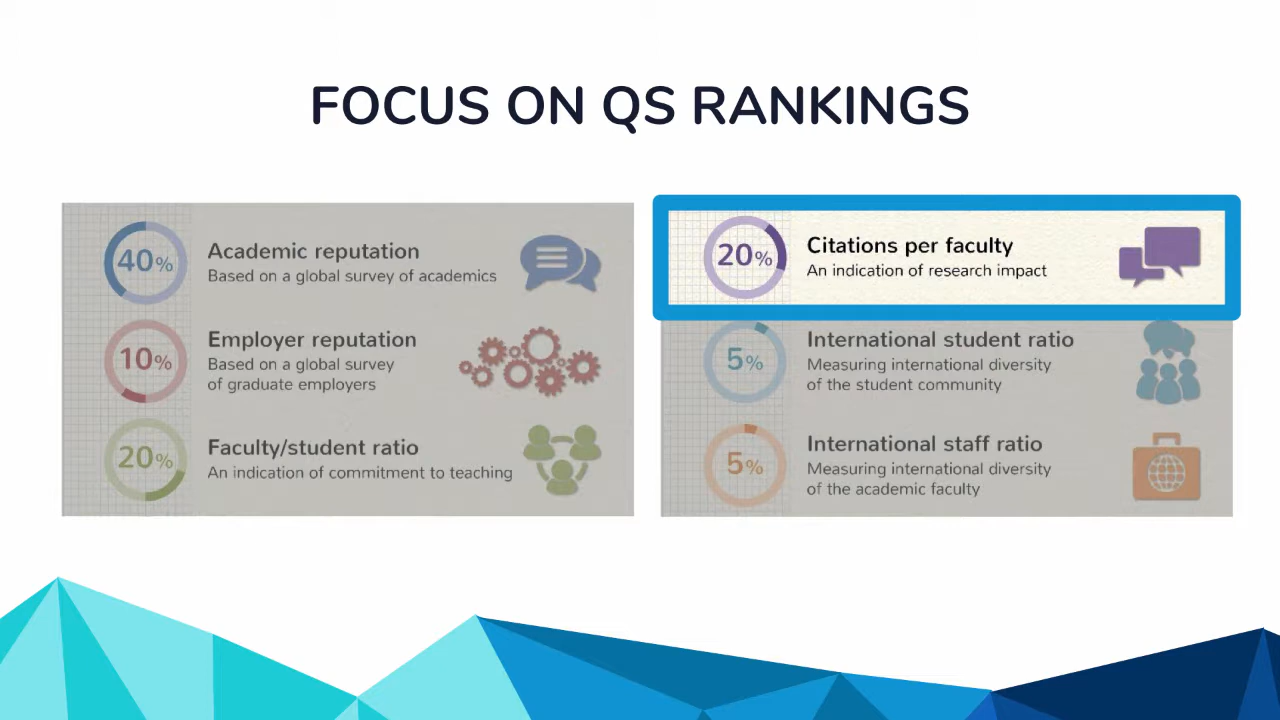 FOCUS ON QS RANKINGS
40%
Academic reputation
Based on a global survey of academics
10%
Employer reputation
Based on a global survey
of graduate employers
20%
Faculty/student ratio
An indication of commitment to teaching
20%
Citations per faculty
An indication of research impact
5%
International student ratio
Measuring international diversity
of the student community
5%
International staff ratio
Measuring international diversity
of the academic faculty